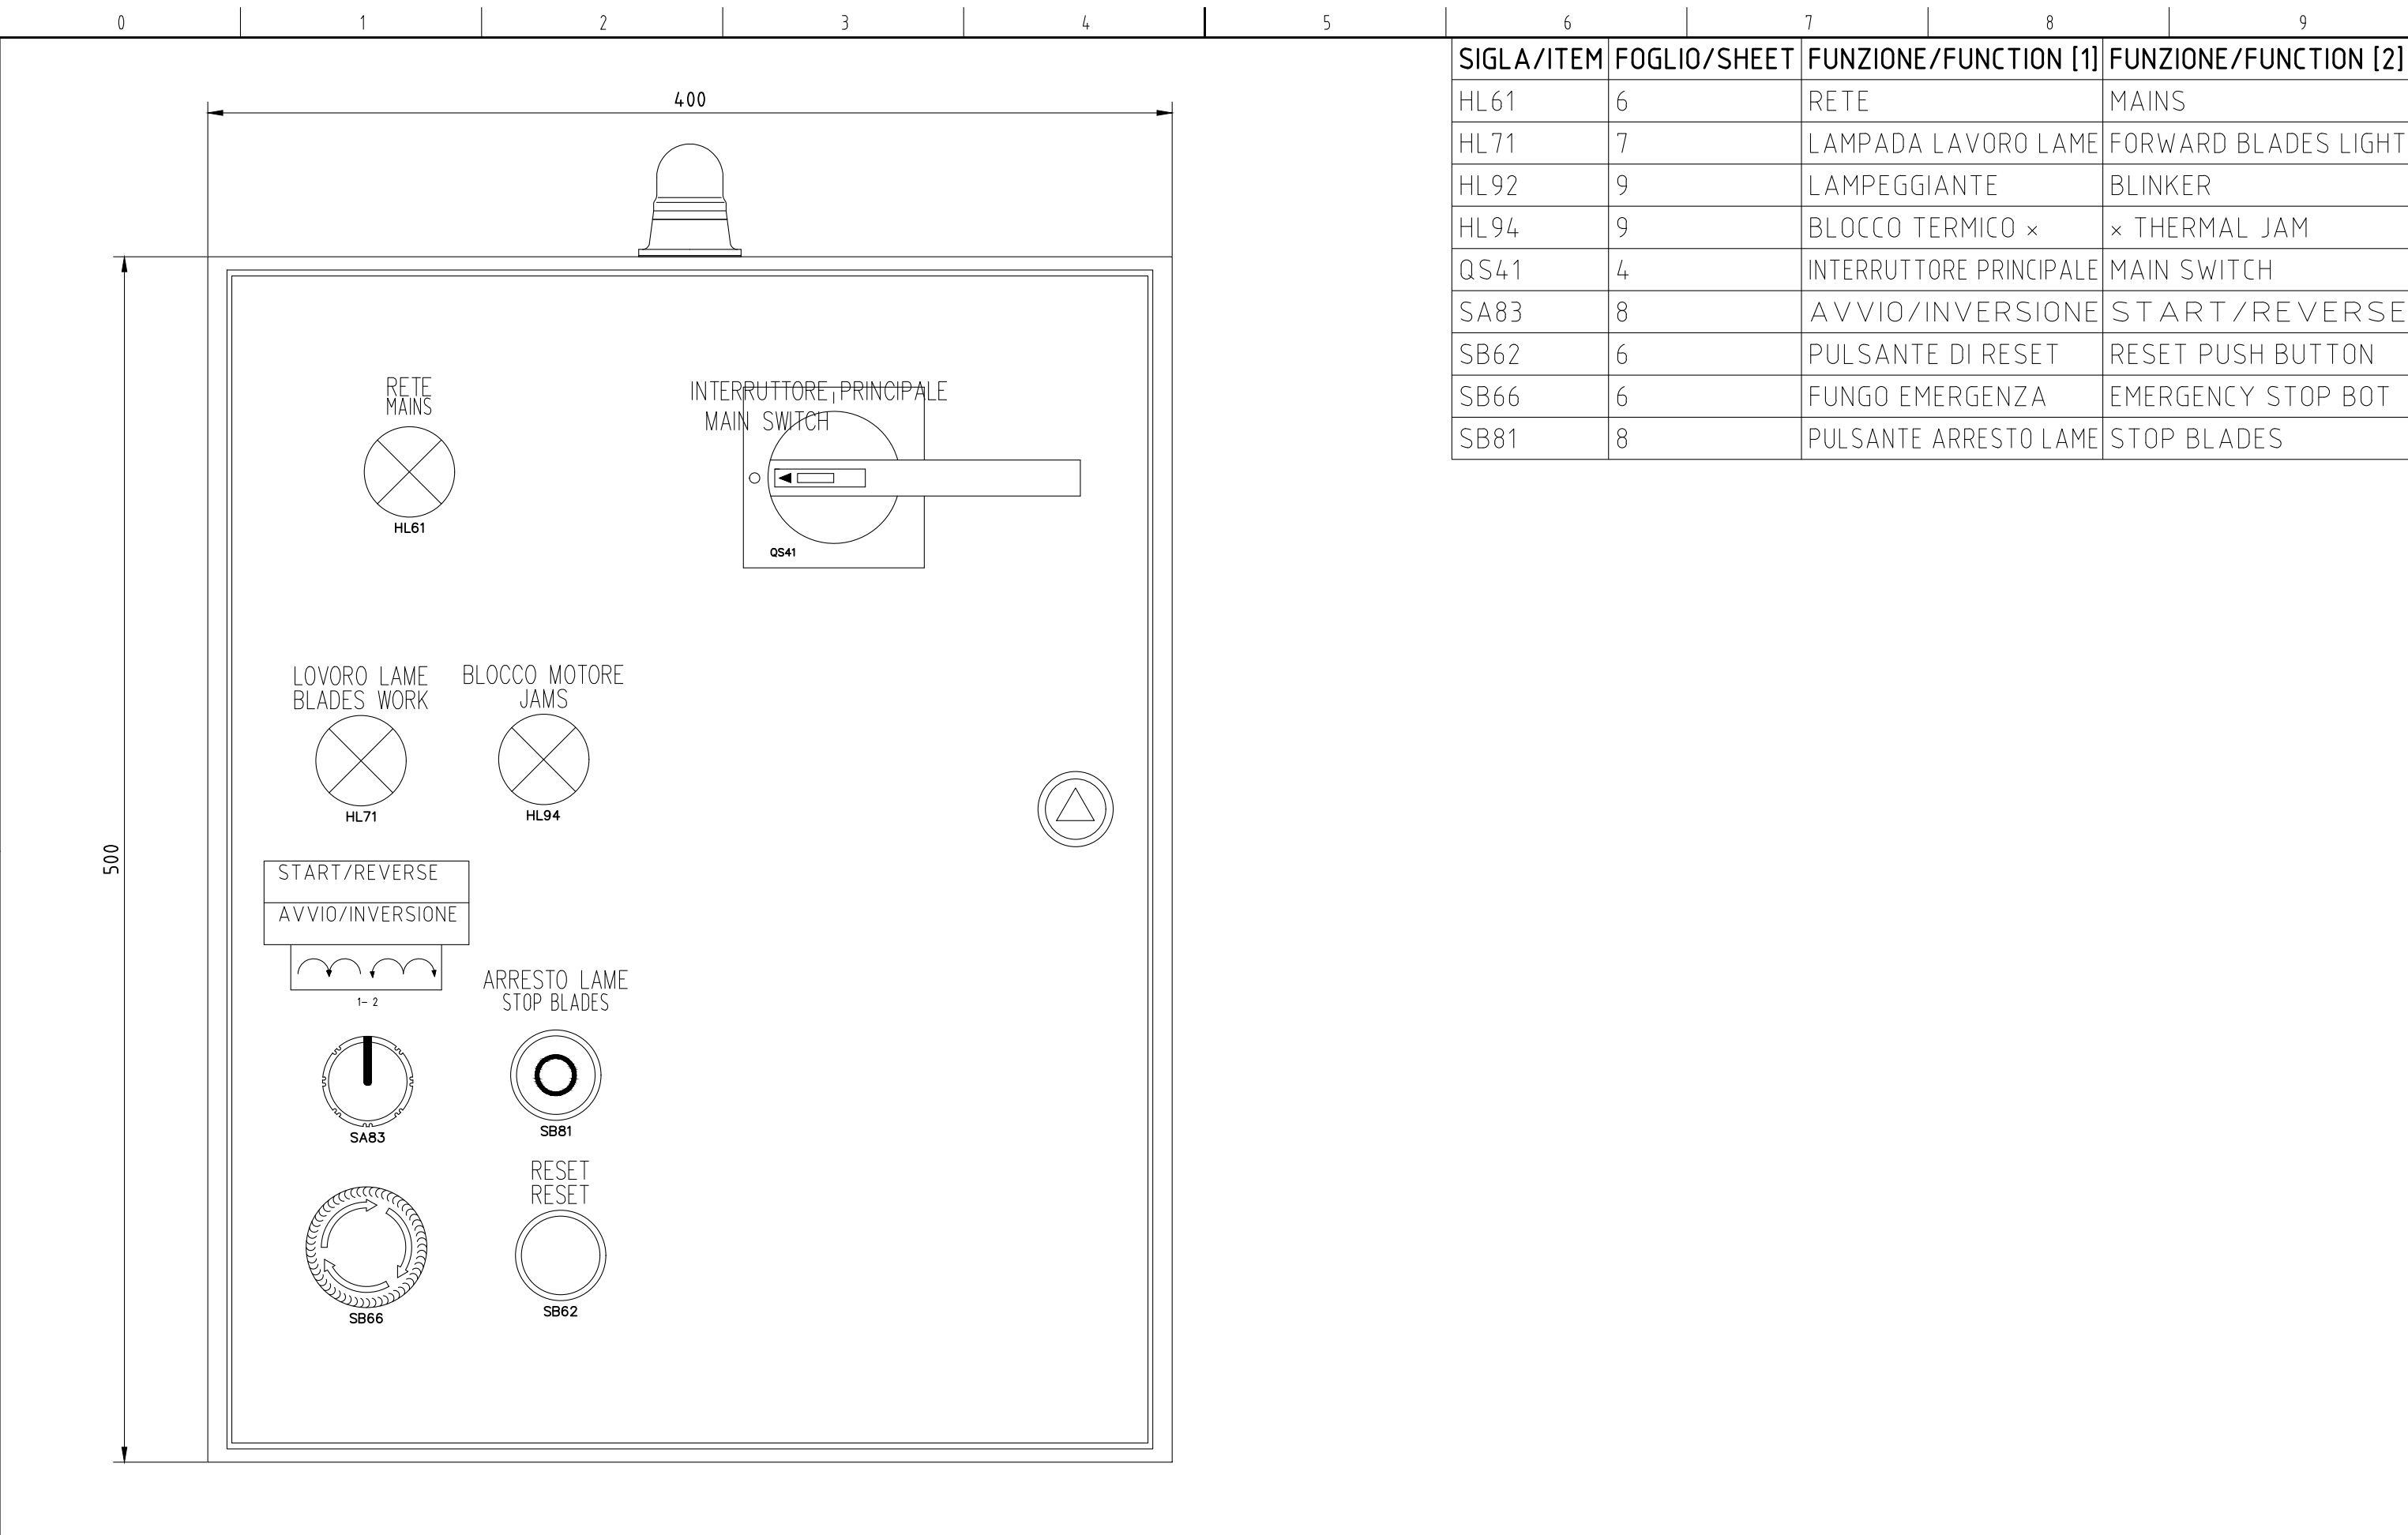 0 1 2 3 4 5 6 7 8 9
SIGLA/ITEM FOGLIO/SHEET FUNZIONE/FUNCTION [1] FUNZIONE/FUNCTION [2]
HL61 6 RETE MAINS
HL71 7 LAMPADA LAVORO LAME FORWARD BLADES LIGHT
HL92 9 LAMPEGGIANTE BLINKER
HL94 9 BLOCCO TERMICO × × THERMAL JAM
QS41 4 INTERRUTTORE PRINCIPALE MAIN SWITCH
SA83 8 AVVIO/INVERSIONE START/REVERSE
SB62 6 PULSANTE DI RESET RESET PUSH BUTTON
SB66 6 FUNGO EMERGENZA EMERGENCY STOP BOT
SB81 8 PULSANTE ARRESTO LAME STOP BLADES
400
500
RETE
MAINS
HL61
INTERRUTTORE PRINCIPALE
MAIN SWITCH
QS41
LOVORO LAME
BLADES WORK
HL71
BLOCCO MOTORE
JAMS
HL94
START/REVERSE
AVVIO/INVERSIONE
1- 2
SA83
ARRESTO LAME
STOP BLADES
SB81
SB66
RESET
RESET
SB62